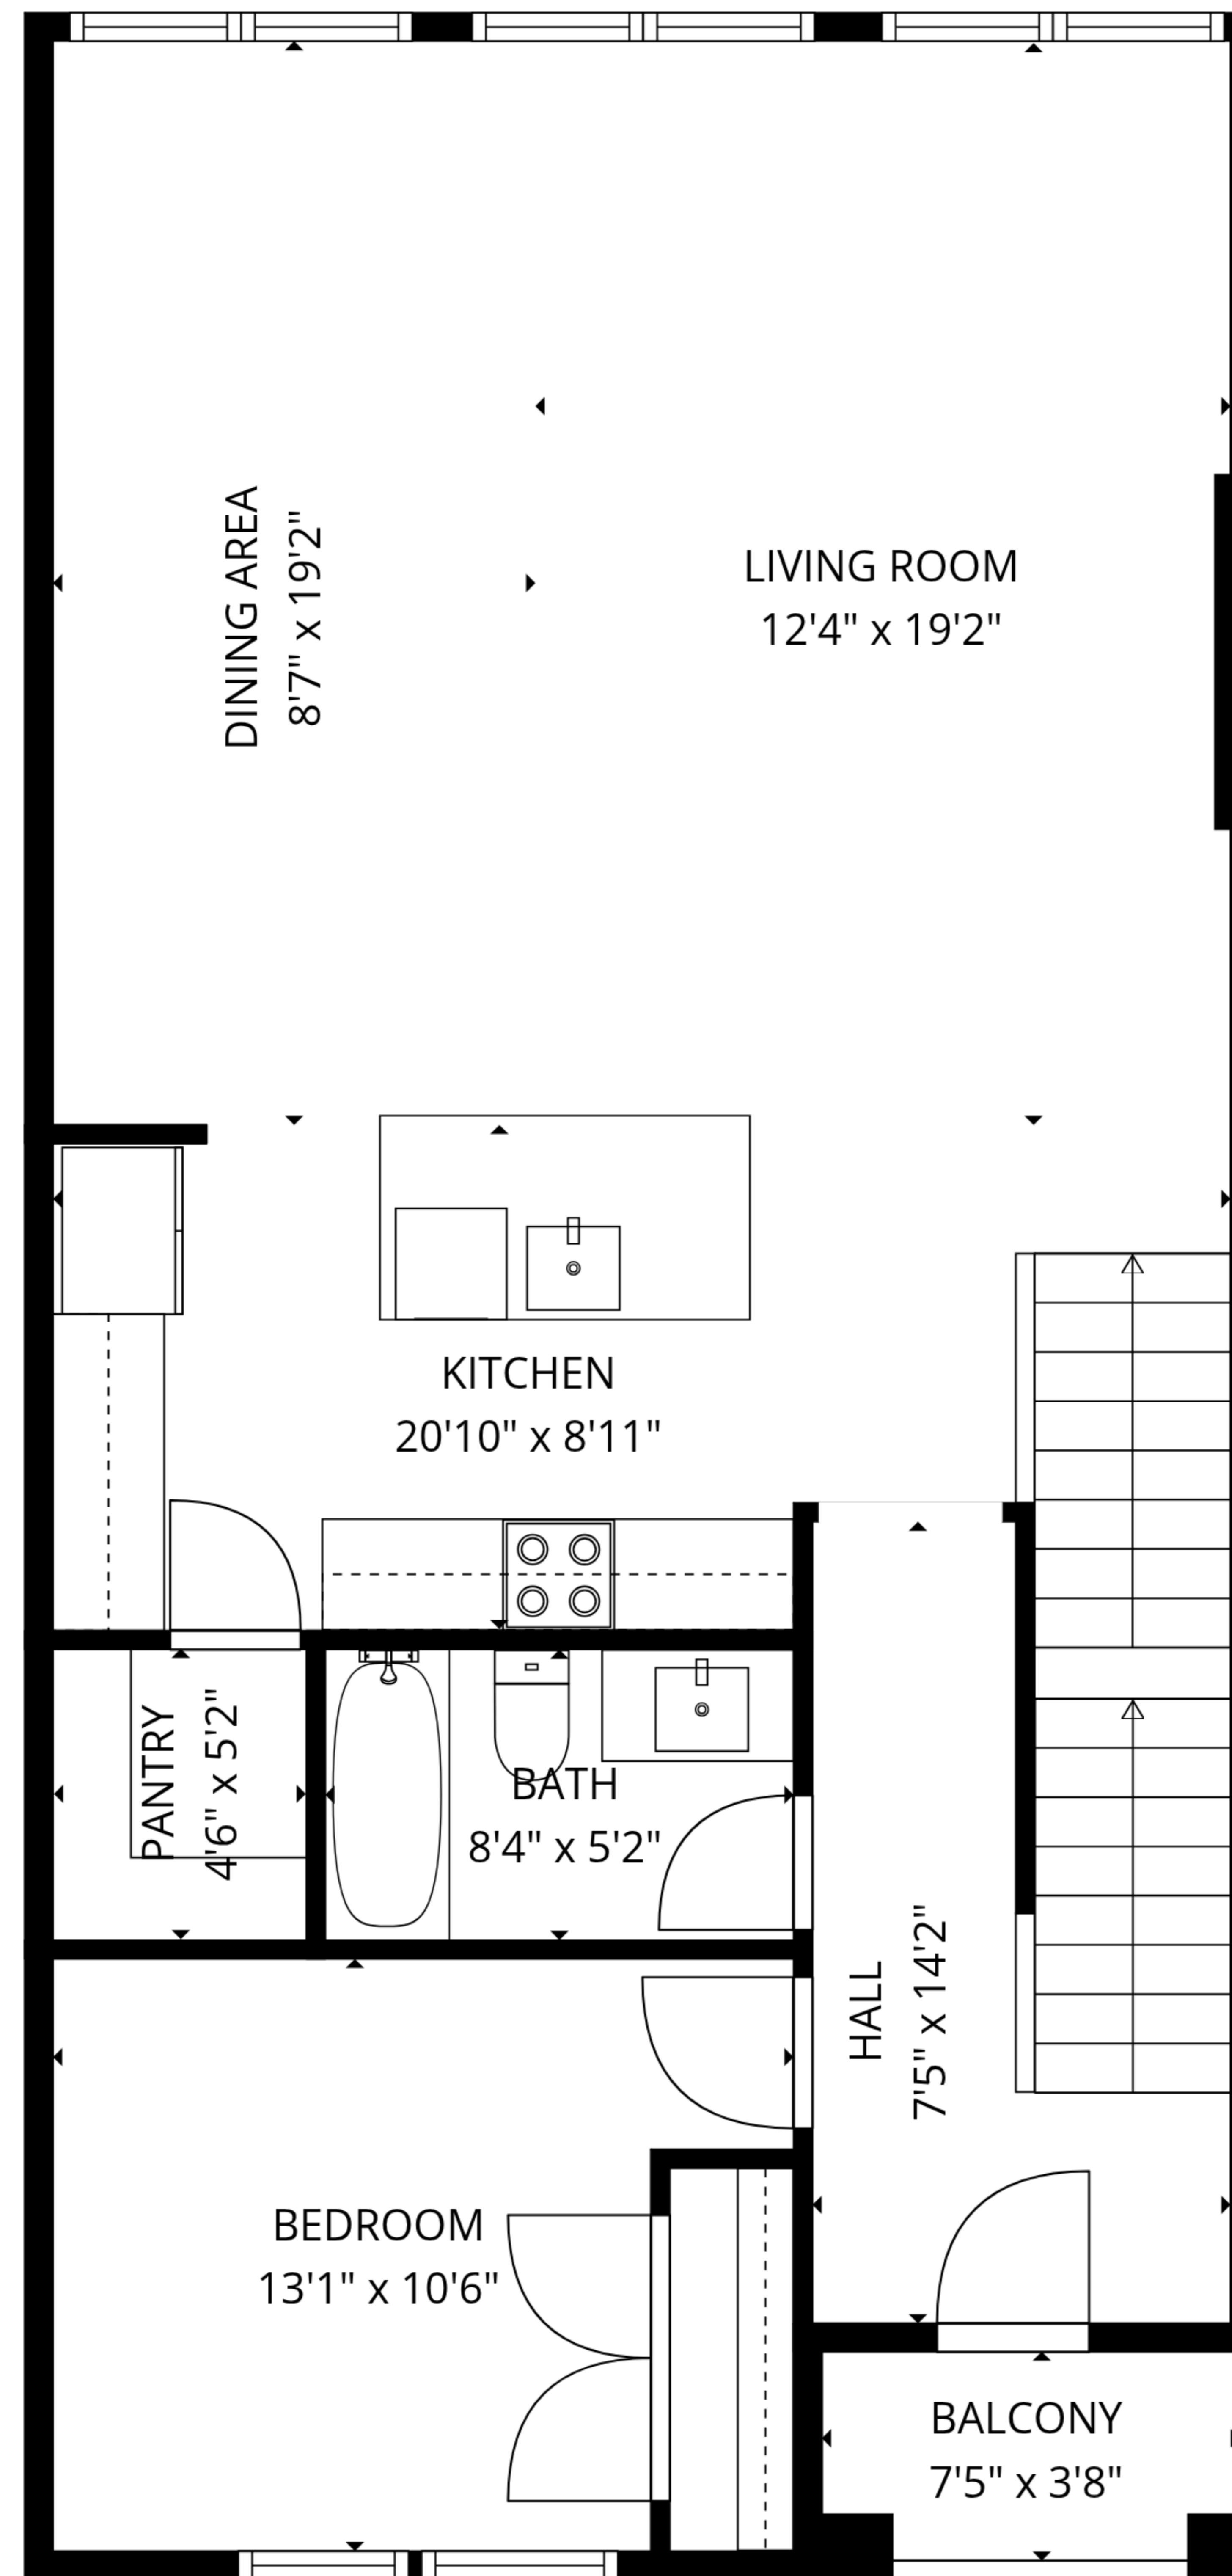 DINING AREA
8'7" x 19'2"
LIVING ROOM
12'4" x 19'2"
KITCHEN
20'10" x 8'11"
PANTRY
4'6" x 5'2"
BATH
8'4" x 5'2"
HALL
7'5" x 14'2"
BEDROOM
13'1" x 10'6"
BALCONY
7'5" x 3'8"